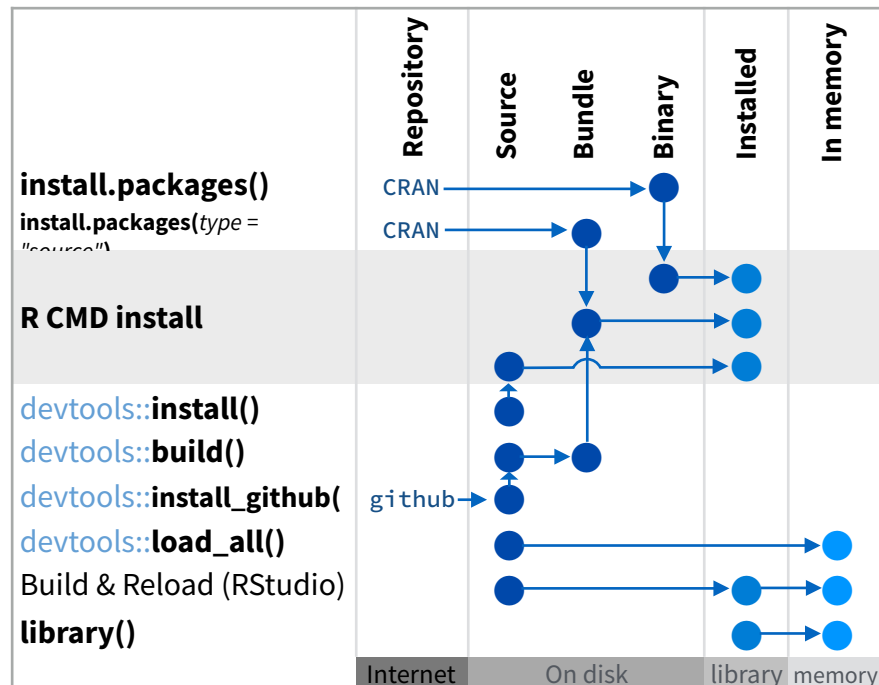 Repository
Source
Bundle
Binary
Installed
In memory
install.packages()
CRAN
install.packages(type =
"source")
CRAN
R CMD install
devtools::install()
devtools::build()
devtools::install_github(
github
devtools::load_all()
Build & Reload (RStudio)
library()
Internet
On disk
library
memory